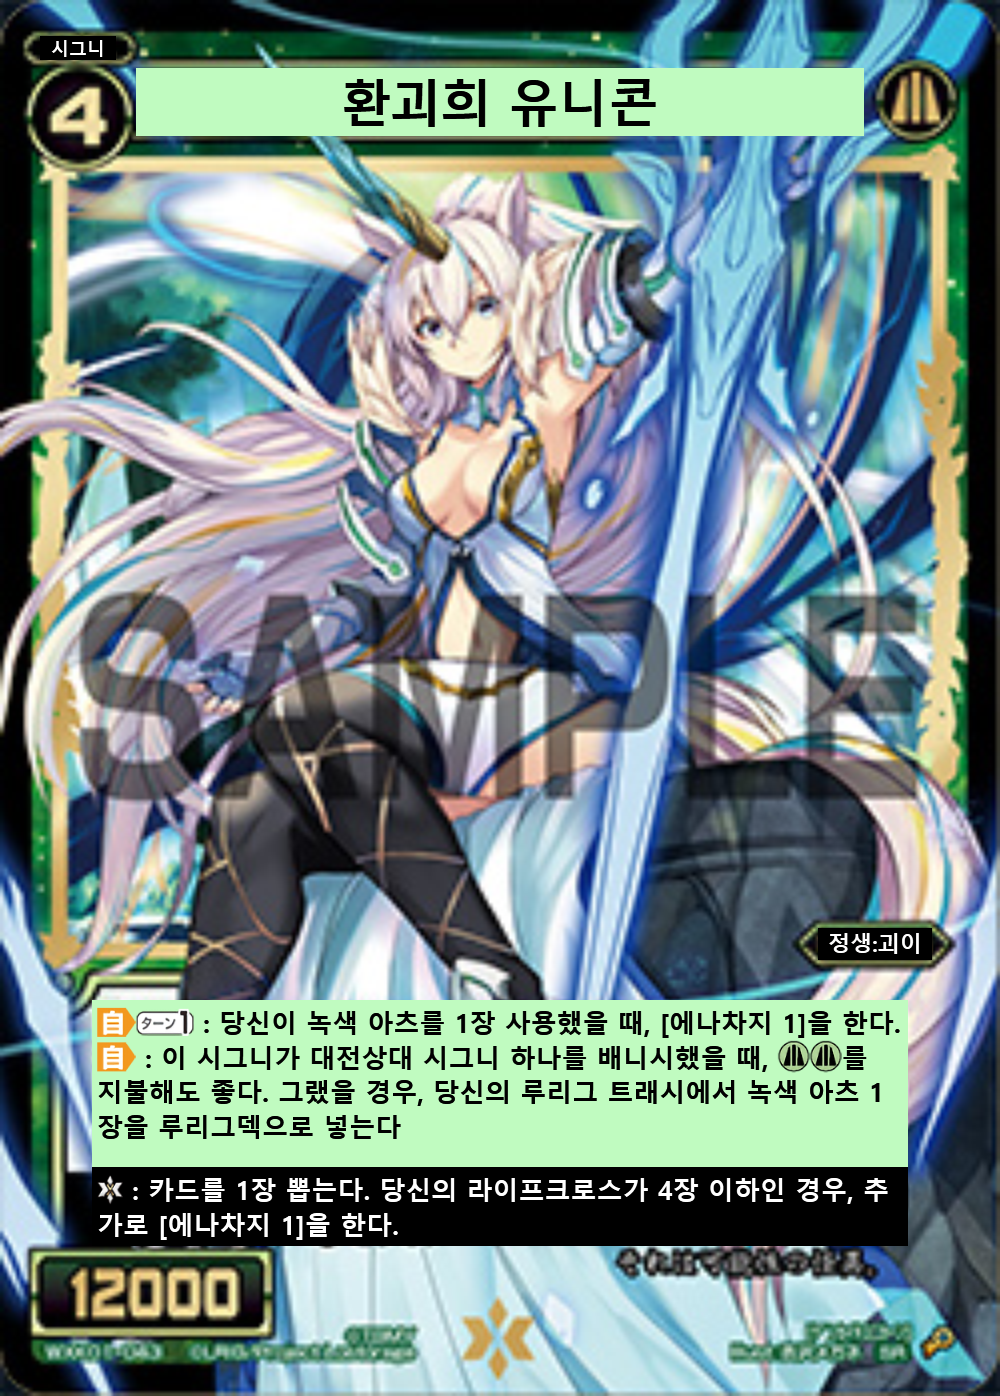 시그니
4
환괴희 유니콘
SAMPLE
정생:괴이
自 ターン1 : 당신이 녹색 아츠를 1장 사용했을 때, [에나차지 1]을 한다.
自 : 이 시그니가 대전상대 시그니 하나를 배니시했을 때, 를
지불해도 좋다. 그랬을 경우, 당신의 루리그 트래시에서 녹색 아츠 1
장을 루리그덱으로 넣는다
: 카드를 1장 뽑는다. 당신의 라이프크로스가 4장 이하인 경우, 추
가로 [에나차지 1]을 한다.
12000
SR